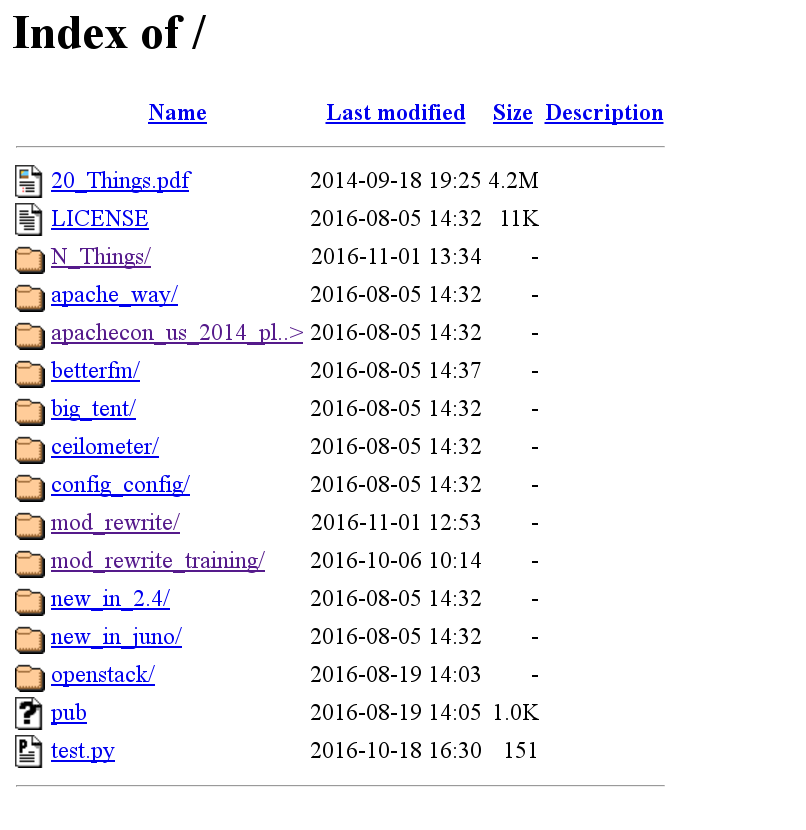 Index of /
Name Last modified Size Description
20_Things.pdf 2014-09-18 19:25 4.2M
LICENSE 2016-08-05 14:32 11K
N_Things/ 2016-11-01 13:34 -
apache_way/ 2016-08-05 14:32 -
apachecon_us_2014_pl..> 2016-08-05 14:32 -
betterfin/ 2016-08-05 14:37 -
big_tent/ 2016-08-05 14:32 -
ceilometer/ 2016-08-05 14:32 -
config_config/ 2016-08-05 14:32 -
mod_rewrite/ 2016-11-01 12:53 -
mod_rewrite_training/ 2016-10-06 10:14 -
new_in_2.4/ 2016-08-05 14:32 -
new_in_juno/ 2016-08-05 14:32 -
openstack/ 2016-08-19 14:03 -
pub 2016-08-19 14:05 1.0K
test.py 2016-10-18 16:30 151